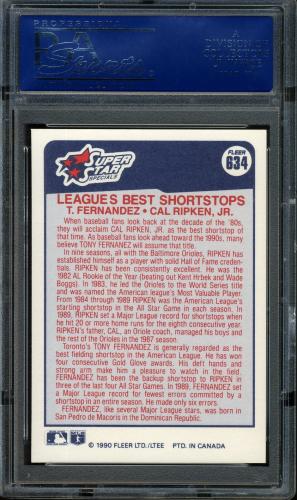 PROFESSIONAL
PSA
Sports
A DIVISION OF
SUPER
STAR
SPECIALS
FLEER
634
LEAGUES BEST SHORTSTOPS
T. FERNANDEZ • CAL RIPKEN, JR.
When baseball fans look back at the decade of the '80s,
they will acclaim CAL RIPKEN, JR. as the best shortstop of
that time. As baseball fans look ahead toward the 1990s, many
believe TONY FERNANEZ will assume that title.
In nine seasons, all with the Baltimore Orioles, RIPKEN has
established himself as a player with solid Hall of Fame creden-
tials. RIPKEN has been consistently excellent. He was the
1982 AL Rookie of the Year (beating out Kent Hrbek and Wade
Boggs). In 1983, he led the Orioles to the World Series title
and was named the American league's Most Valuable Player.
From 1984 through 1989 RIPKEN was the American League's
starting shortstop in the All Star Game in each season. In
1989, RIPKEN set a Major League record for shortstops when
he hit 20 or more home runs for the eighth consecutive year.
RIPKEN's father, CAL, an Oriole coach, managed his boys and
the rest of the Orioles in the 1987 season.
Toronto's TONY FERNANDEZ is generally regarded as the
best fielding shortstop in the American League. He has won
four consecutive Gold Glove awards. His deft hands and
strong arm make him a pleasure to watch in the field.
FERNANDEZ has been the backup shortstop to RIPKEN in
three of the last four All Star Games. In 1989, FERNANDEZ set
a Major League record for fewest errors committed by a
shortstop in an entire season. He made only six errors.
FERNANDEZ, like several Major League stars, was born in
San Pedro de Macoris in the Dominican Republic.
© 1990 FLEER LTD./LTEE PTD. IN CANADA